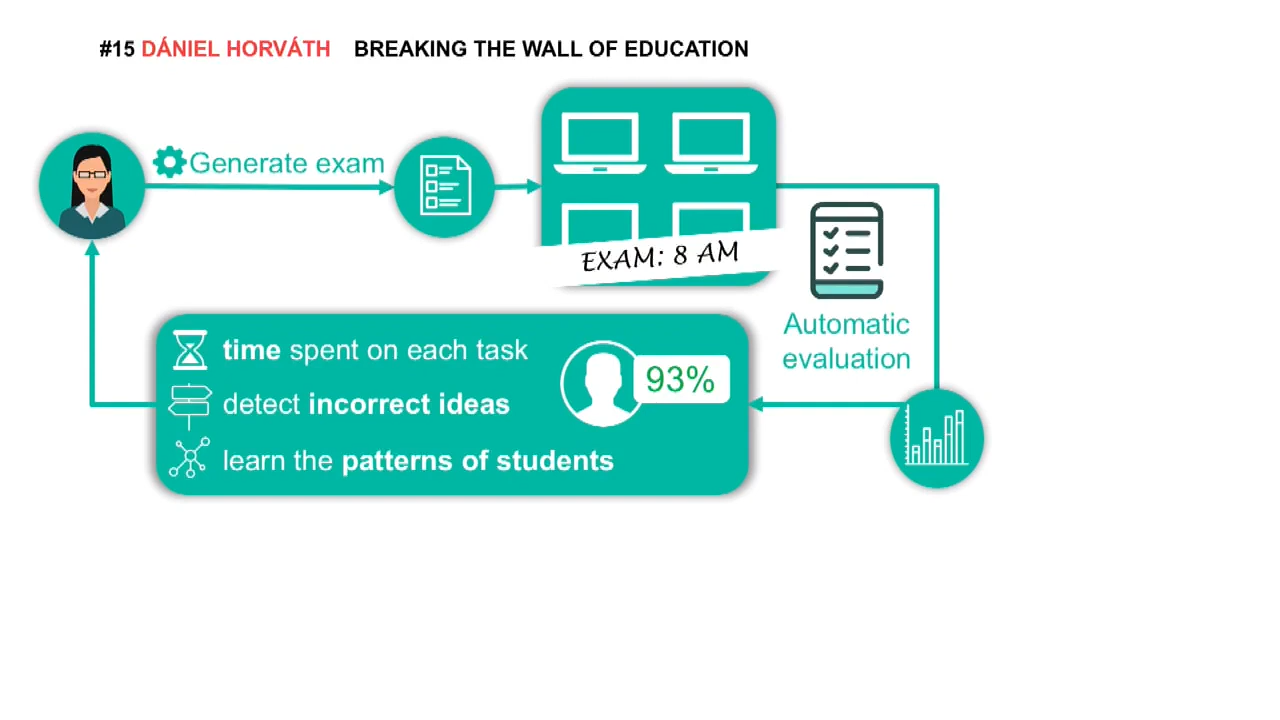 #15 DÁNIEL HORVÁTH BREAKING THE WALL OF EDUCATION
Generate exam
EXAM: 8 AM
Automatic
evaluation
time spent on each task
detect incorrect ideas
learn the patterns of students
93%